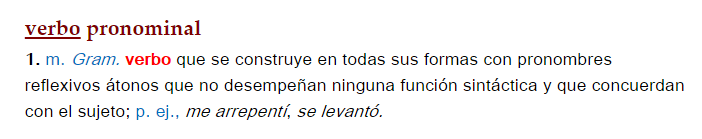 verbo pronominal
1. m. Gram. verbo que se construye en todas sus formas con pronombres
reflexivos átonos que no desempeñan ninguna función sintáctica y que concuerdan
con el sujeto; p. ej., me arrepentí, se levantó.